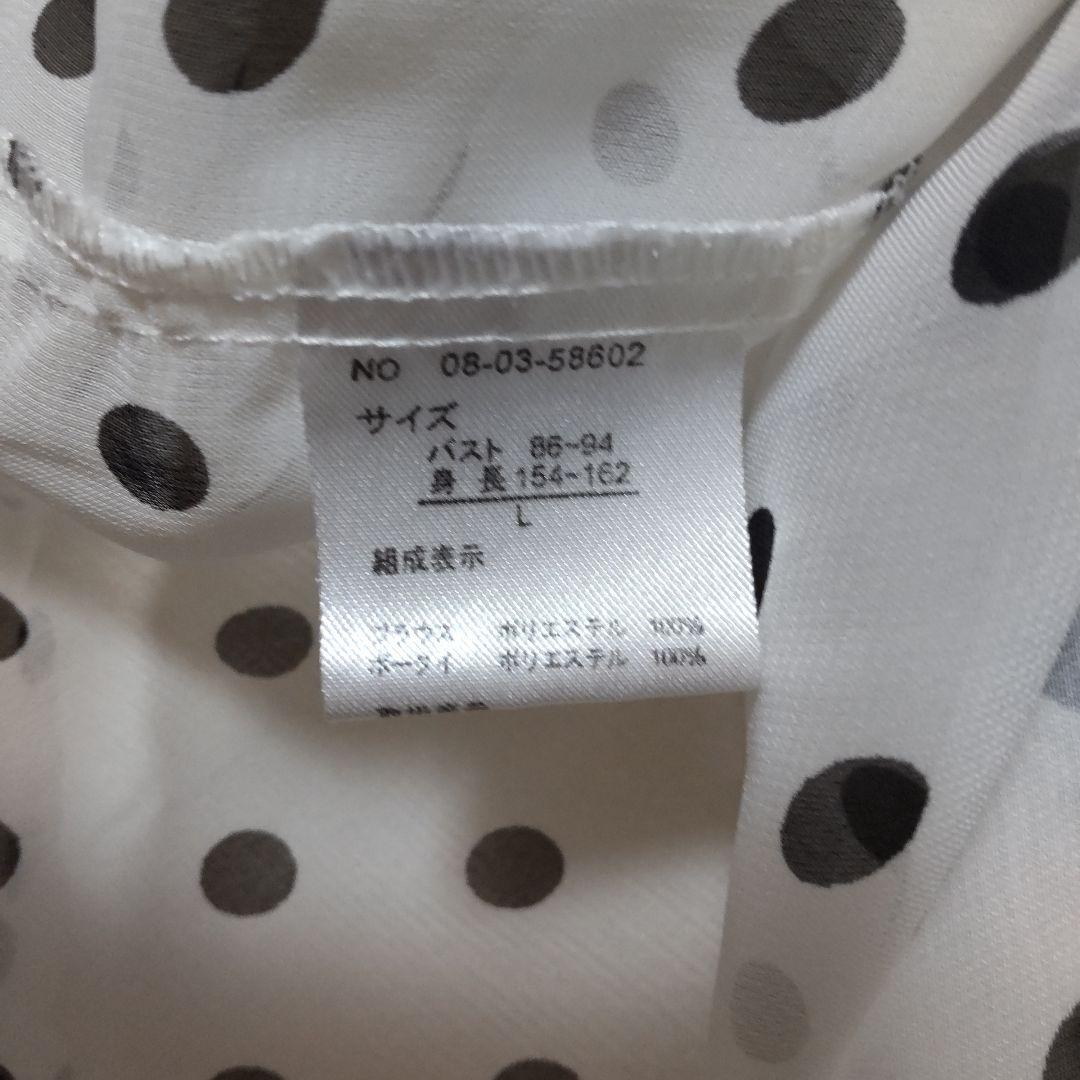 NO 08-03-58602
サイズ
バスト 86-94
身長 154-162
L
組成表示
ブラウス ポリエステル 100%
ボータイ ポリエステル 100%